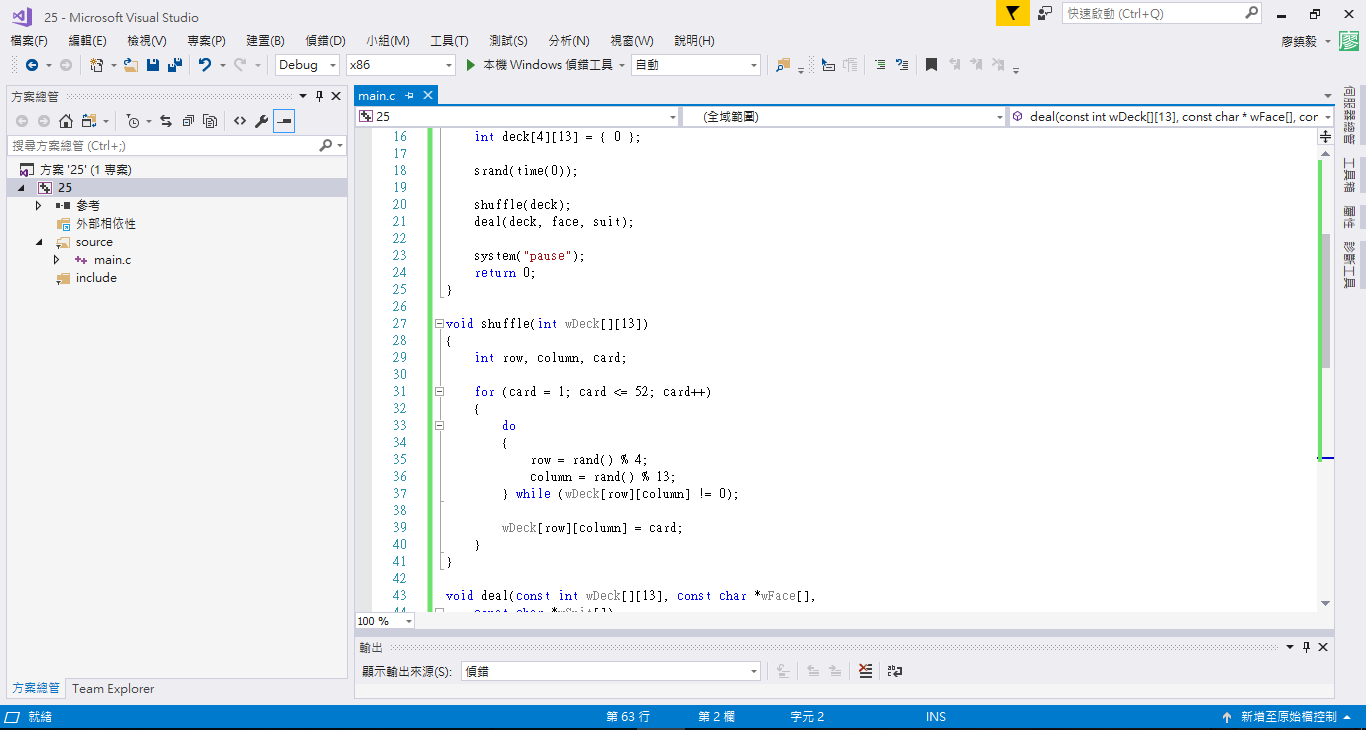 25 - Microsoft Visual Studio
快速啟動 (Ctrl+Q)
檔案(F) 編輯(E) 檢視(V) 專案(P) 建置(B) 偵錯(D) 小組(M) 工具(T) 測試(S) 分析(N) 視窗(W) 說明(H)
Debug x86 本機 Windows 偵錯工具 自動
方案總管
搜尋方案總管 (Ctrl+;)
方案 '25' (1 專案)
25
參考
外部相依性
source
main.c
include
方案總管 Team Explorer
main.c
25 (全域範圍) deal(const int wDeck[][13], const char * wFace[], cor
16 int deck[4][13] = { 0 };
17
18 srand(time(0));
19
20 shuffle(deck);
21 deal(deck, face, suit);
22
23 system("pause");
24 return 0;
25 }
26
27 void shuffle(int wDeck[][13])
28 {
29 int row, column, card;
30
31 for (card = 1; card <= 52; card++)
32 {
33 do
34 {
35 row = rand() % 4;
36 column = rand() % 13;
37 } while (wDeck[row][column] != 0);
38
39 wDeck[row][column] = card;
40 }
41 }
42
43 void deal(const int wDeck[][13], const char *wFace[],
44 const char *wSuit[])
100 %
輸出
顯示輸出來源(S): 偵錯
伺服器總管
工具箱
屬性
診斷工具
就緒 第 63 行 第 2 欄 字元 2 INS 新增至原始檔控制